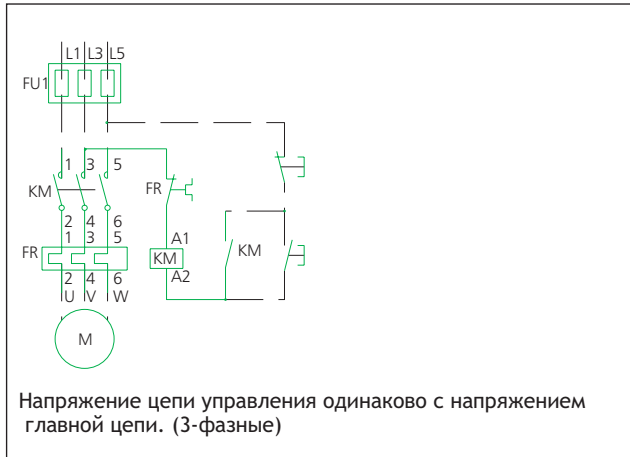 L1 L3 L5
FU1
1 3 5
KM FR
2 4 6
1 3 5 A1
FR KM KM
2 4 6 A2
U V W
M
Напряжение цепи управления одинаково с напряжением
главной цепи. (3-фазные)